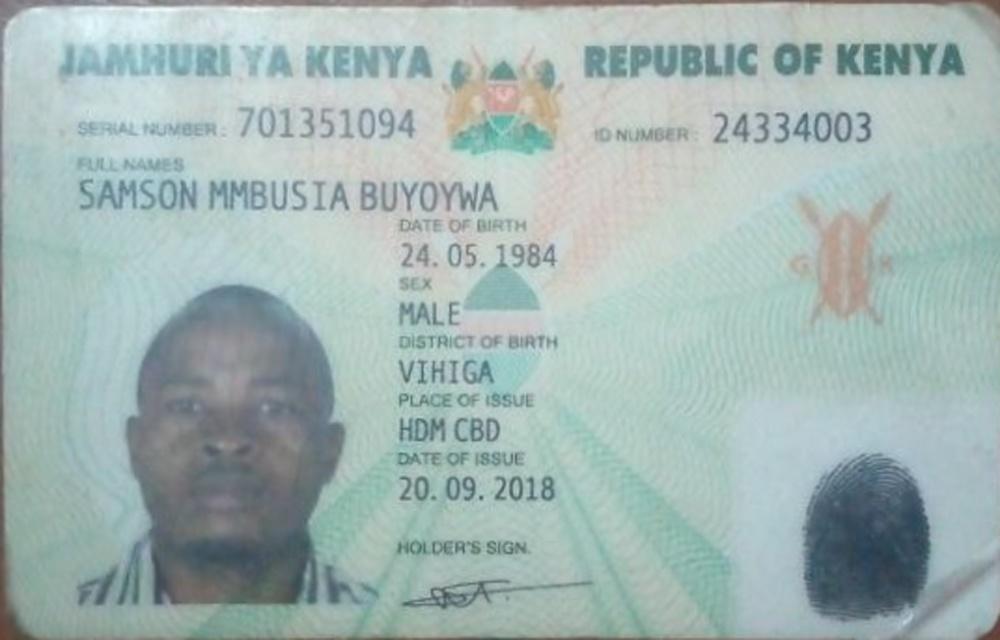 JAMHURI YA KENYA REPUBLIC OF KENYA
SERIAL NUMBER: 701351094 ID NUMBER: 24334003
FULL NAMES
SAMSON MMBUSIA BUYOYWA
DATE OF BIRTH
24. 05. 1984
SEX
MALE
DISTRICT OF BIRTH
VIHIGA
PLACE OF ISSUE
HDM CBD
DATE OF ISSUE
20. 09. 2018
HOLDER'S SIGN.
G K